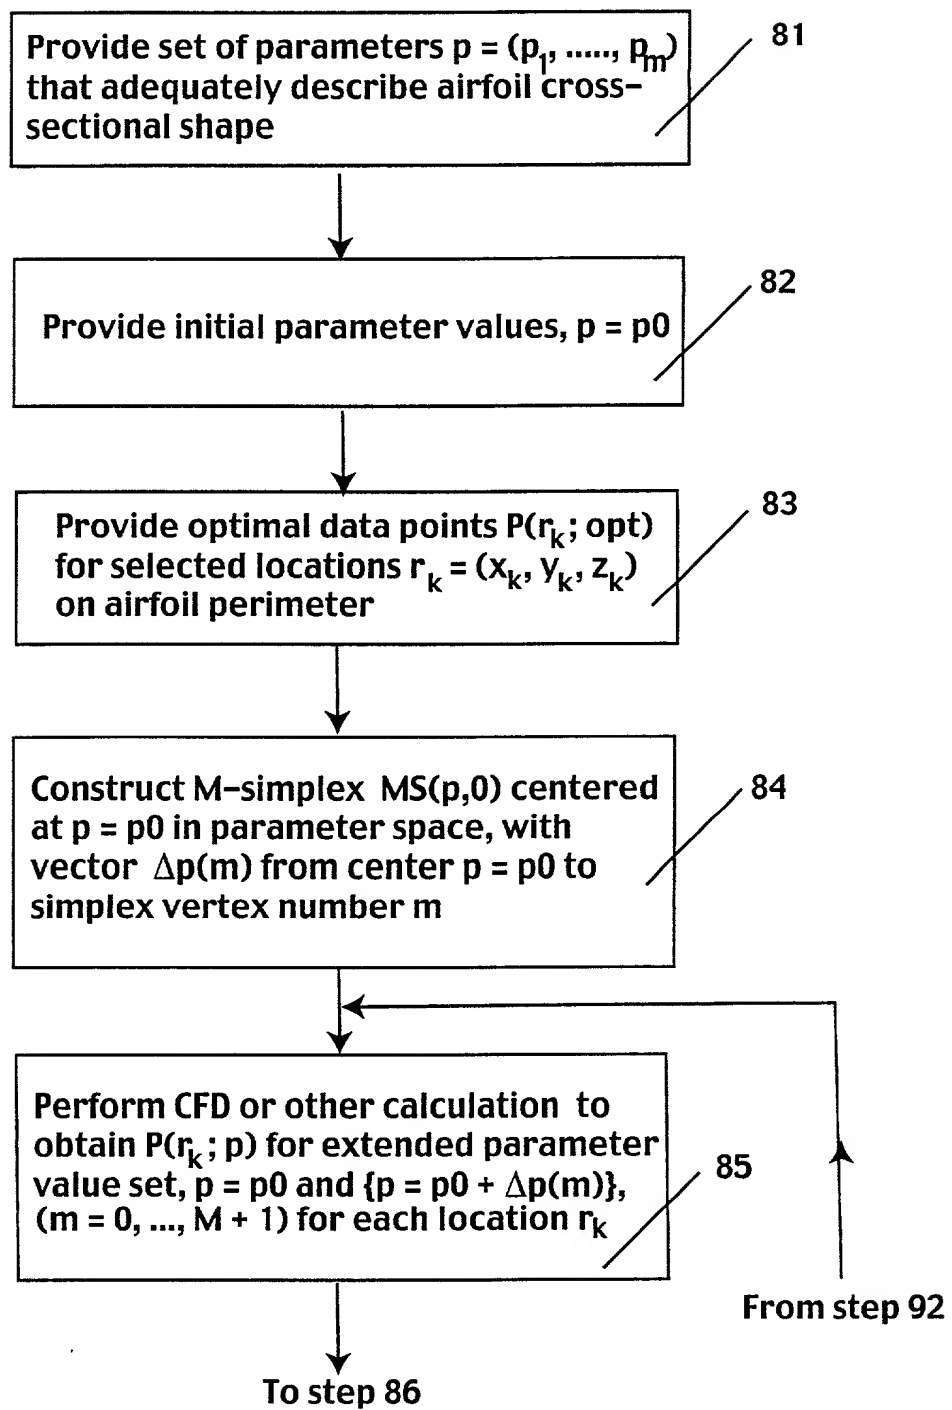 Provide set of parameters p = (p₁, ....., pₘ)
that adequately describe airfoil cross-
sectional shape
81
Provide initial parameter values, p = p0
82
Provide optimal data points P(rₖ; opt)
for selected locations rₖ = (xₖ, yₖ, zₖ)
on airfoil perimeter
83
Construct M-simplex MS(p,0) centered
at p = p0 in parameter space, with
vector Δp(m) from center p = p0 to
simplex vertex number m
84
Perform CFD or other calculation to
obtain P(rₖ; p) for extended parameter
value set, p = p0 and {p = p0 + Δp(m)},
(m = 0, ..., M + 1) for each location rₖ
85
From step 92
To step 86